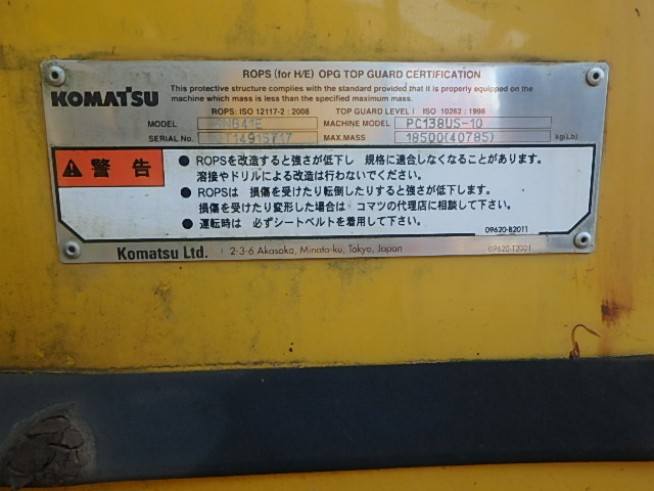 ROPS (for H/E) OPG TOP GUARD CERTIFICATION
KOMATSU
This protective structure complies with the standard provided that it is properly equipped on the
machine which mass is less than the specified maximum mass.
ROPS: ISO 12117-2 : 2008 TOP GUARD LEVEL I : ISO 10262 : 1998
MODEL MACHINE MODEL PC138US-10
SERIAL No. MAX.MASS 18500(40785) kg(Lb)
警告
● ROPSを改造すると強さが低下し 規格に適合しなくなることがあります。
溶接やドリルによる改造は行わないでください。
● ROPSは 損傷を受けたり転倒したりすると強さが低下します。
損傷を受けたり変形した場合は コマツの代理店に相談して下さい。
● 運転時は 必ずシートベルトを着用して下さい。
09620-B2011
Komatsu Ltd. : 2-3-6 Akasaka, Minato-ku, Tokyo, Japan
09620-T2001